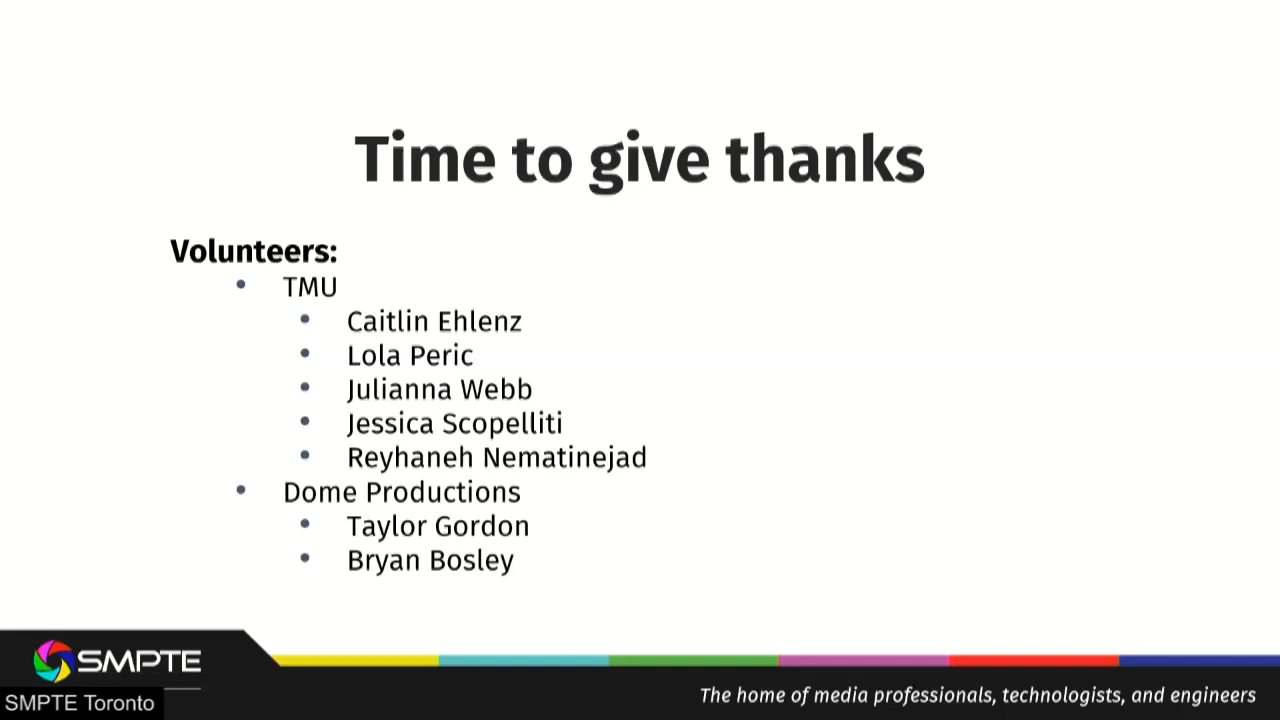 Time to give thanks
Volunteers:
• TMU
• Caitlin Ehlenz
• Lola Peric
• Julianna Webb
• Jessica Scopelliti
• Reyhaneh Nematinejad
• Dome Productions
• Taylor Gordon
• Bryan Bosley
SMPTE
SMPTE Toronto
The home of media professionals, technologists, and engineers